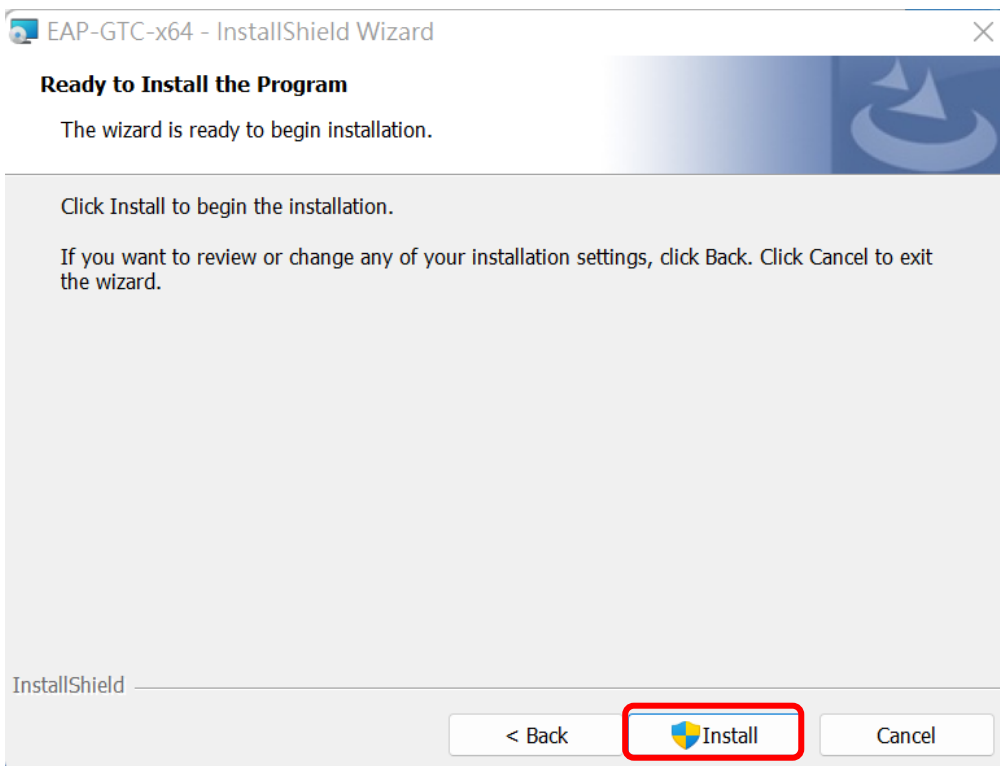 EAP-GTC-x64 - InstallShield Wizard
Ready to Install the Program
The wizard is ready to begin installation.
Click Install to begin the installation.
If you want to review or change any of your installation settings, click Back. Click Cancel to exit
the wizard.
InstallShield
< Back
Install
Cancel